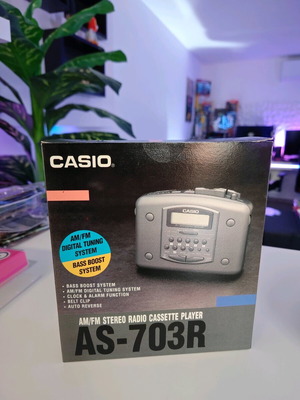 CASIO
AM/FM
DIGITAL TUNING
SYSTEM
BASS BOOST
SYSTEM
CASIO
• BASS BOOST SYSTEM
• AM/FM DIGITAL TUNING SYSTEM
• CLOCK & ALARM FUNCTION
• BELT CLIP
• AUTO REVERSE
AM/FM STEREO RADIO CASSETTE PLAYER
AS-703R